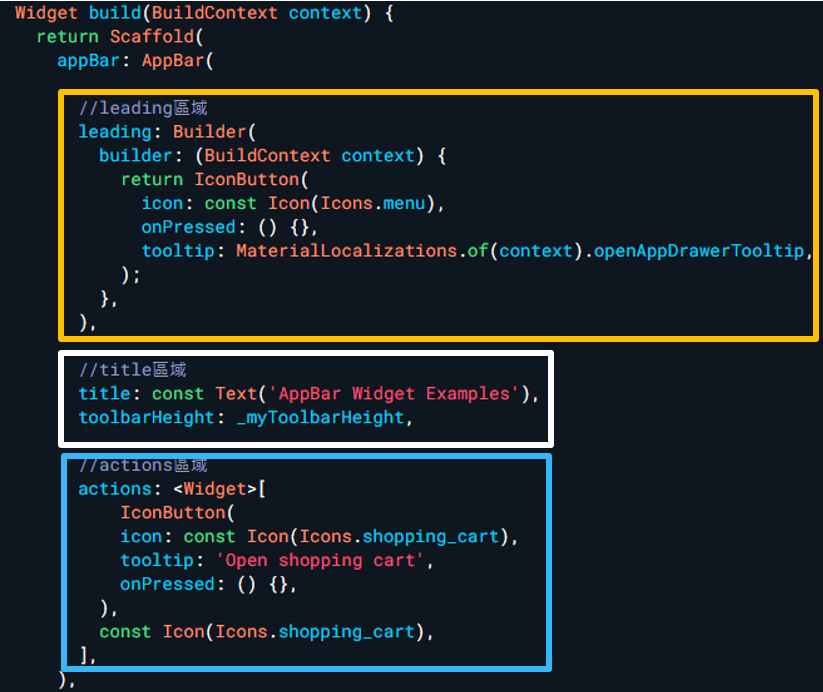 Widget build(BuildContext context) {
return Scaffold(
appBar: AppBar(
//leading區域
leading: Builder(
builder: (BuildContext context) {
return IconButton(
icon: const Icon(Icons.menu),
onPressed: () {},
tooltip: MaterialLocalizations.of(context).openAppDrawerTooltip,
);
},
),
//title區域
title: const Text('AppBar Widget Examples'),
toolbarHeight: _myToolbarHeight,
//actions區域
actions: <Widget>[
IconButton(
icon: const Icon(Icons.shopping_cart),
tooltip: 'Open shopping cart',
onPressed: () {},
),
const Icon(Icons.shopping_cart),
],
),